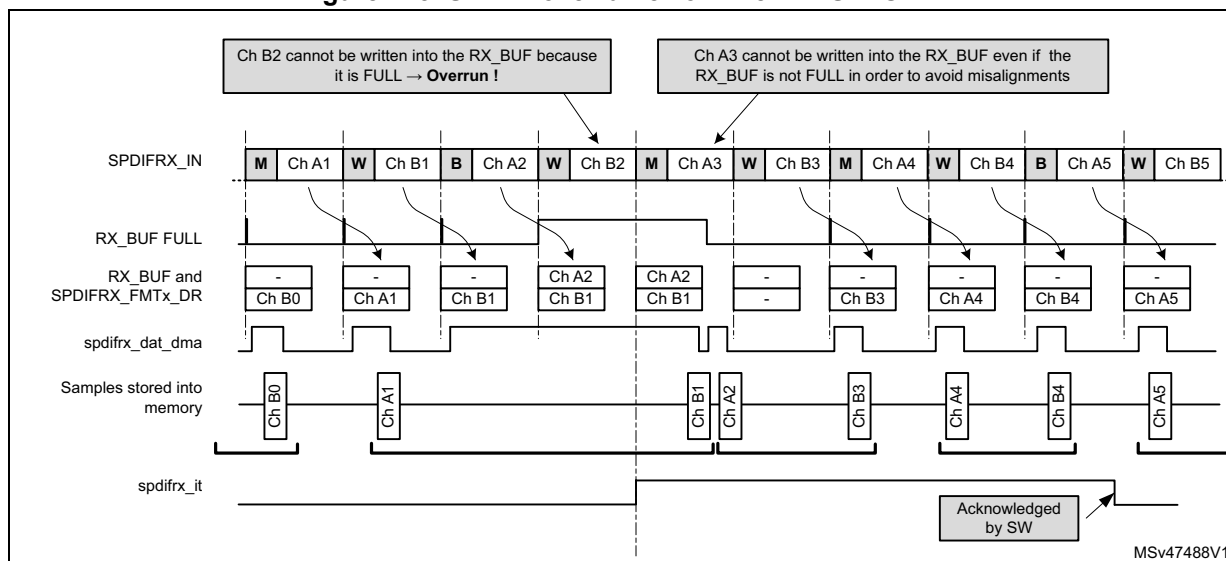 Ch B2 cannot be written into the RX_BUF because
it is FULL → Overrun !
Ch A3 cannot be written into the RX_BUF even if the
RX_BUF is not FULL in order to avoid misalignments
SPDIFRX_IN
M Ch A1 W Ch B1 B Ch A2 W Ch B2 M Ch A3 W Ch B3 M Ch A4 W Ch B4 B Ch A5 W Ch B5
RX_BUF FULL
RX_BUF and
SPDIFRX_FMTx_DR
- - - Ch A2 Ch A2 - - - - -
Ch B0 Ch A1 Ch B1 Ch B1 Ch B1 - Ch B3 Ch A4 Ch B4 Ch A5
spdifrx_dat_dma
Samples stored into
memory
Ch B0 Ch A1 Ch B1 Ch A2 Ch B3 Ch A4 Ch B4 Ch A5
spdifrx_it
Acknowledged
by SW
MSv47488V1